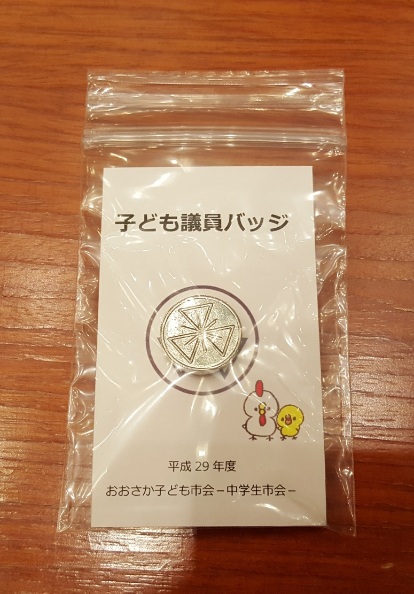 子ども議員バッジ
平成 29 年度
おおさか子ども市会－中学生市会－